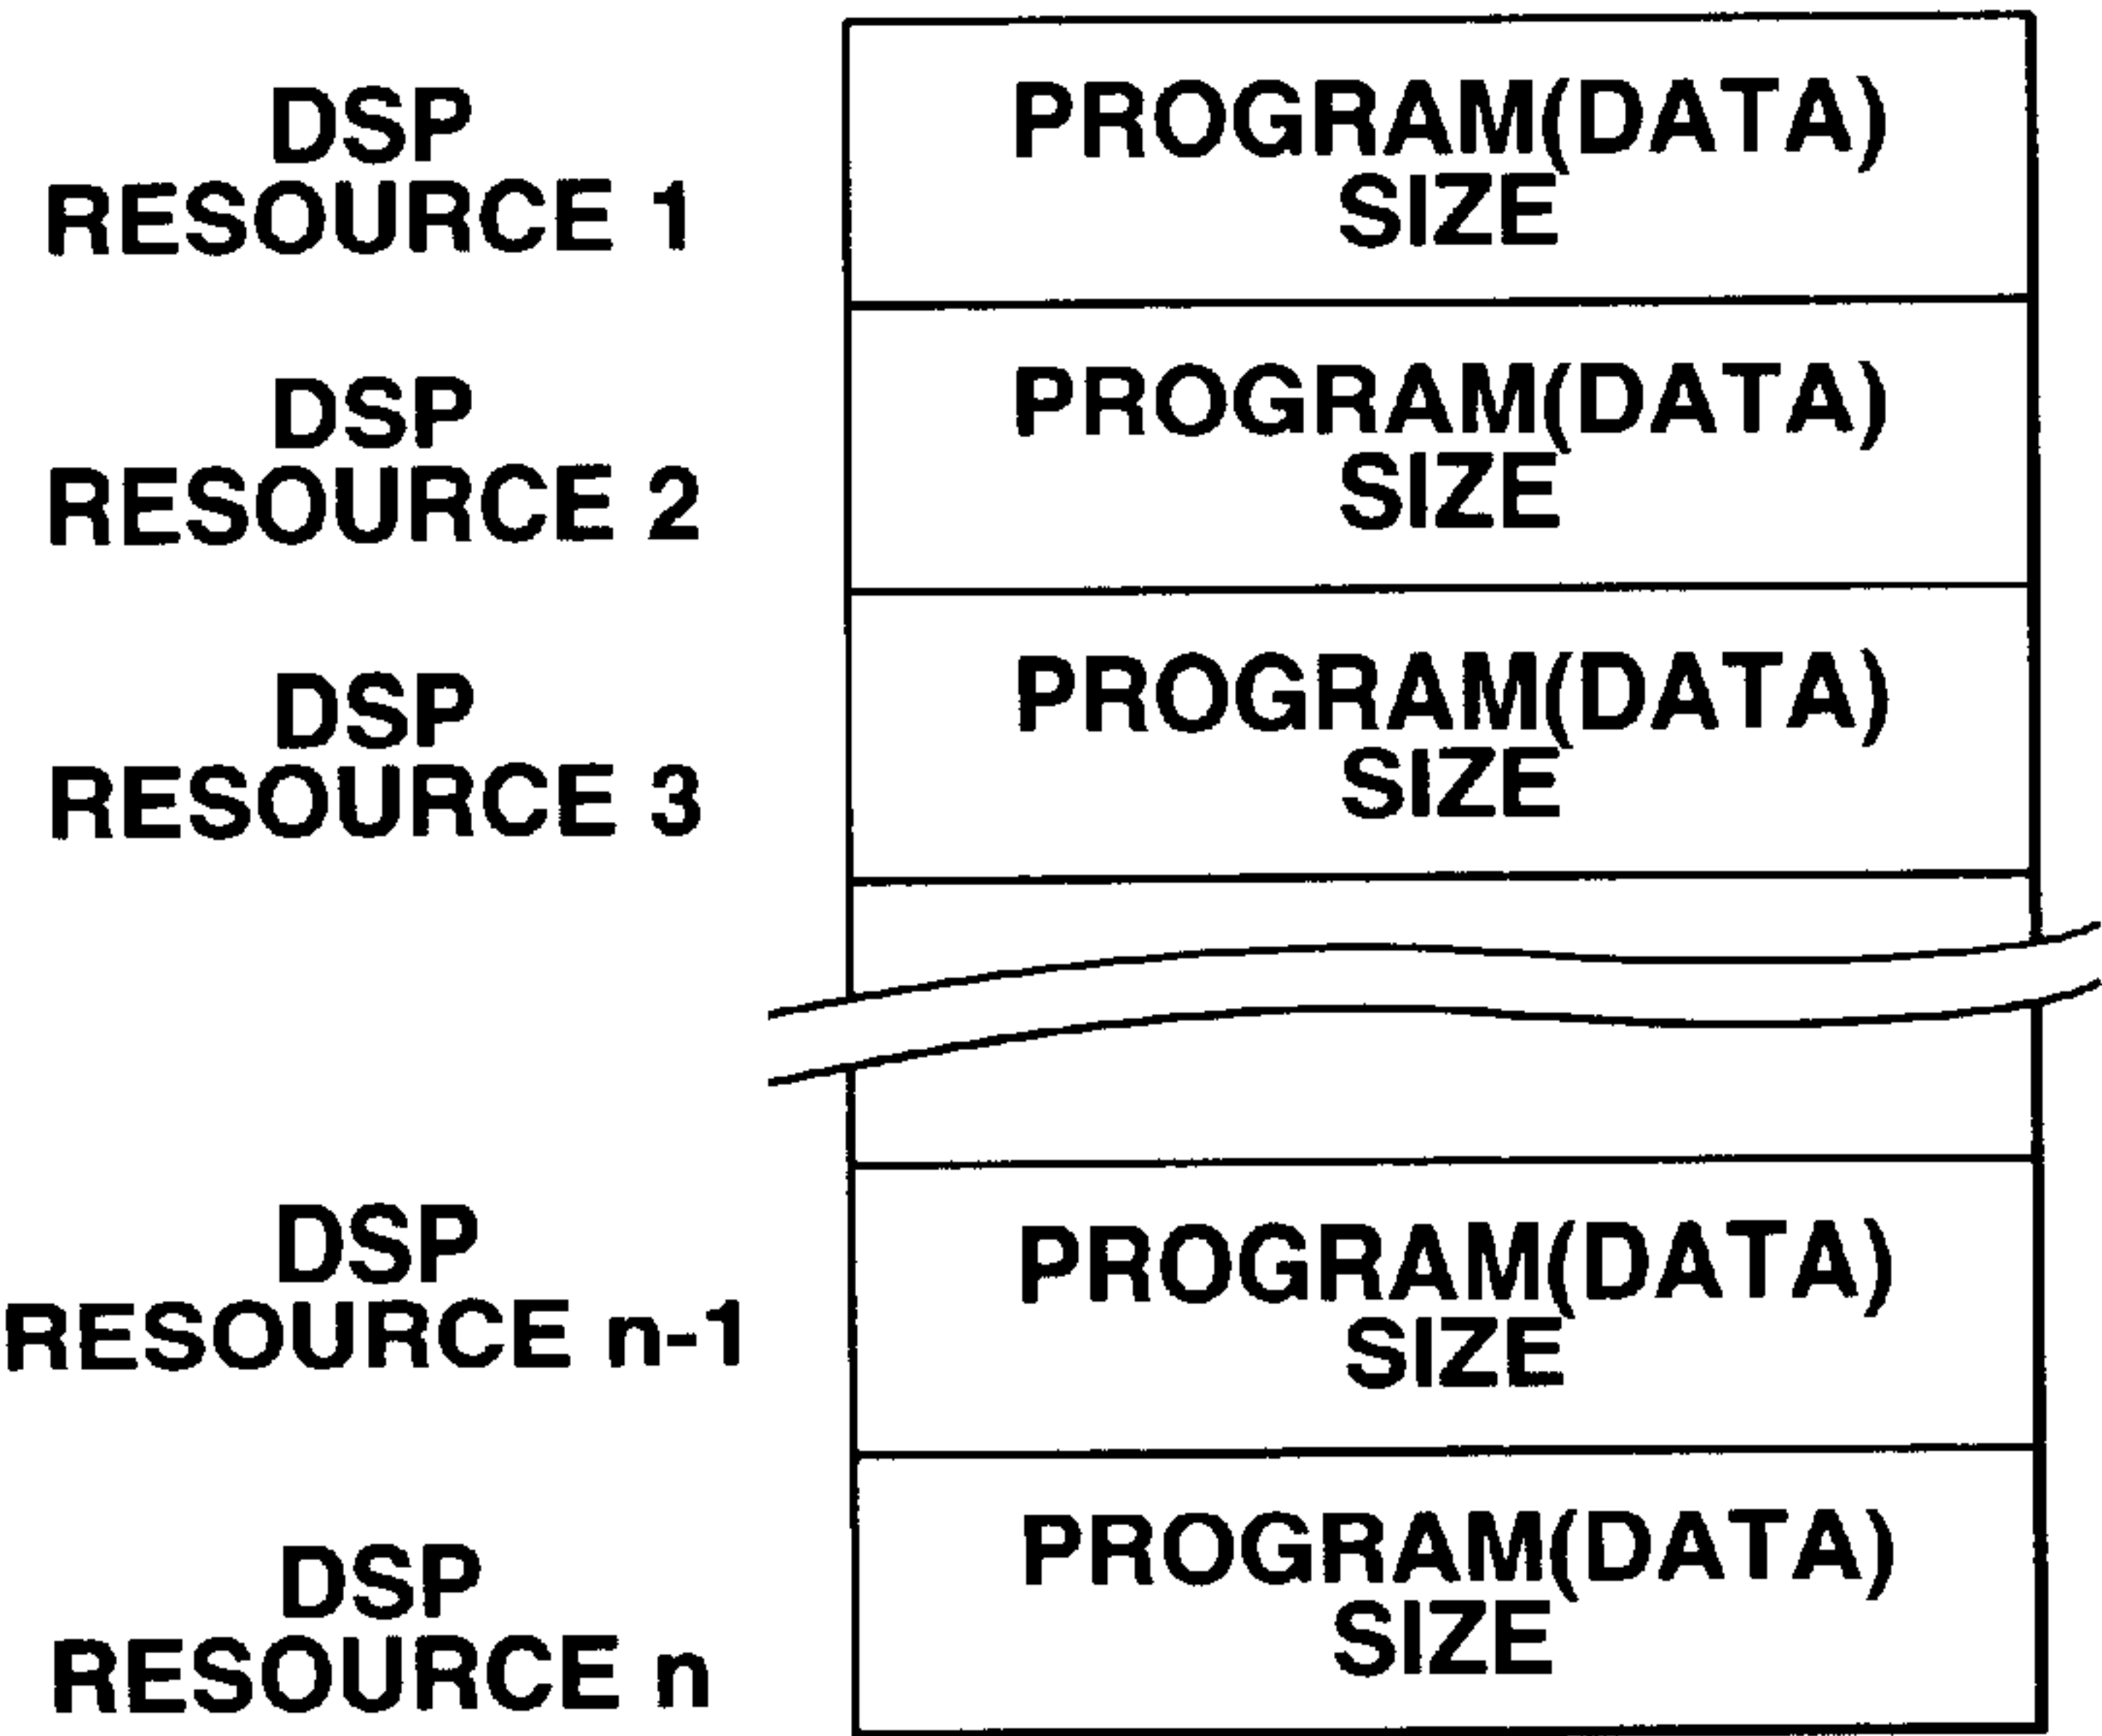 DSP
RESOURCE 1
PROGRAM(DATA)
SIZE
DSP
RESOURCE 2
PROGRAM(DATA)
SIZE
DSP
RESOURCE 3
PROGRAM(DATA)
SIZE
DSP
RESOURCE n-1
PROGRAM(DATA)
SIZE
DSP
RESOURCE n
PROGRAM(DATA)
SIZE